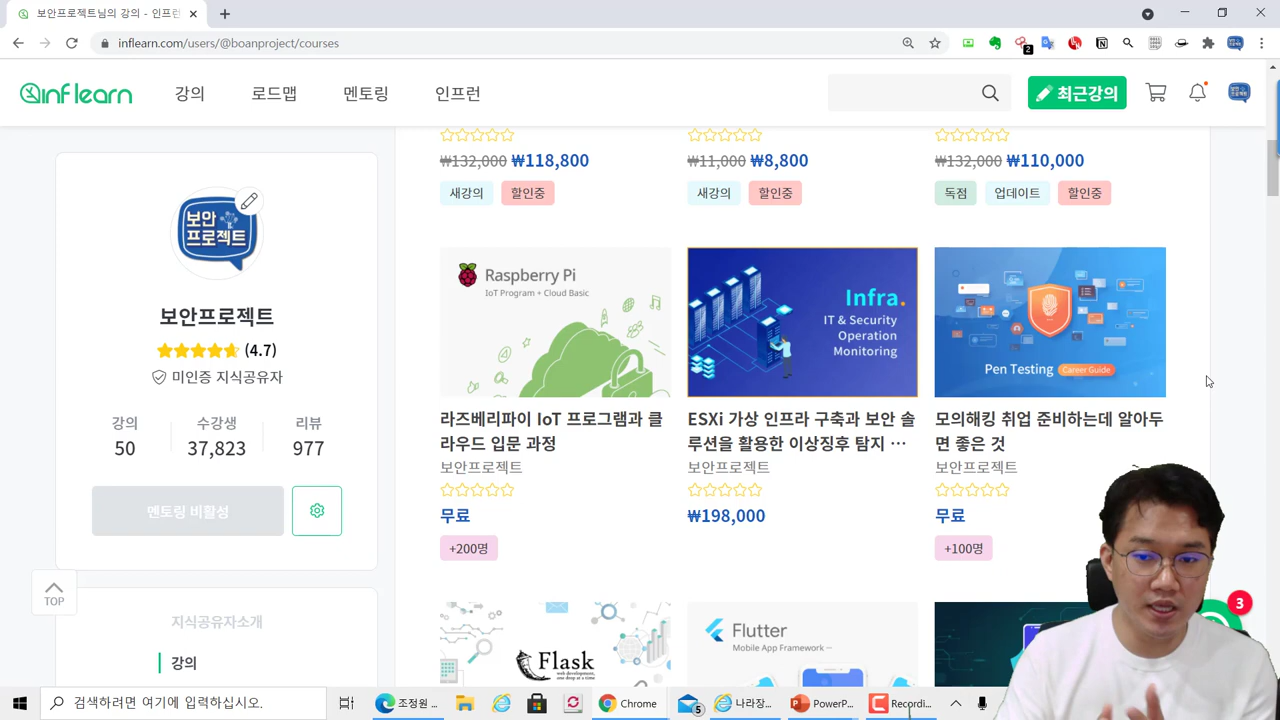 보안프로젝트님의 강의 - 인프런
inflearn.com/users/@boanproject/courses
2
inflearn
강의
로드맵
멘토링
인프런
최근강의
보안
프로젝트
보안프로젝트
(4.7)
미인증 지식공유자
강의
수강생
리뷰
50
37,823
977
멘토링 비활성
TOP
지식공유자소개
강의
₩132,000 ₩118,800
새강의
할인중
₩11,000 ₩8,800
새강의
할인중
₩132,000 ₩110,000
독점
업데이트
할인중
Raspberry Pi
IoT Program + Cloud Basic
라즈베리파이 IoT 프로그램과 클
라우드 입문 과정
보안프로젝트
무료
+200명
Infra.
IT & Security
Operation
Monitoring
ESXi 가상 인프라 구축과 보안 솔
루션을 활용한 이상징후 탐지 ⋯
보안프로젝트
₩198,000
Pen Testing
Career Guide
모의해킹 취업 준비하는데 알아두
면 좋은 것
보안프로젝트
무료
+100명
Flask
web development,
one drop at a time
Flutter
Mobile App Framework
3
검색하려면 여기에 입력하십시오.
조정원 ...
Chrome
5
나라장...
PowerP...
Recordi...